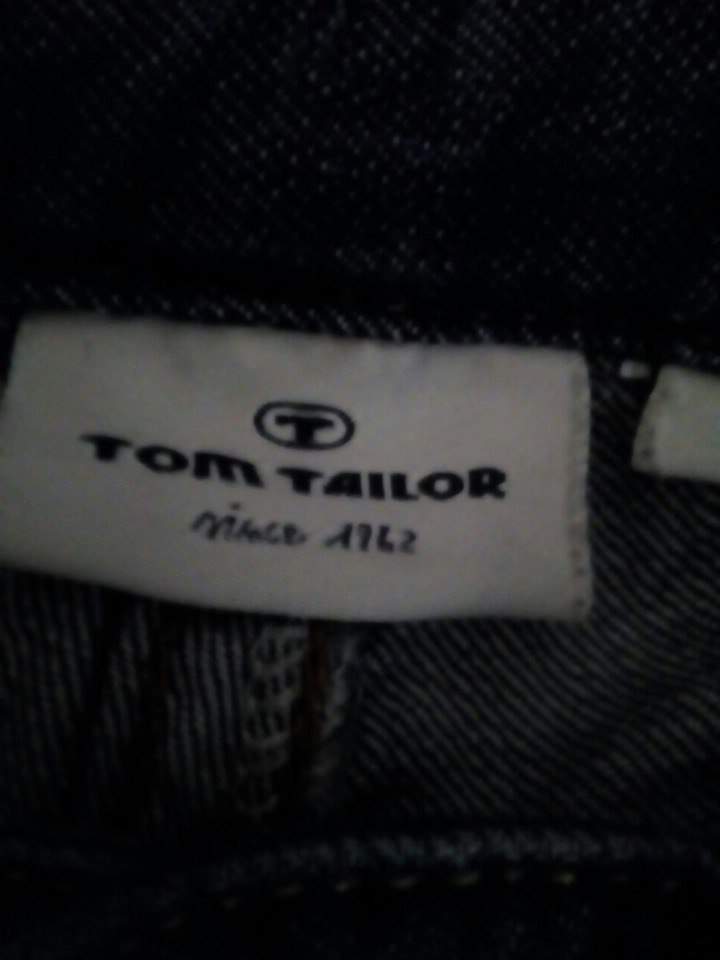 T
TOM TAILOR
since 1962